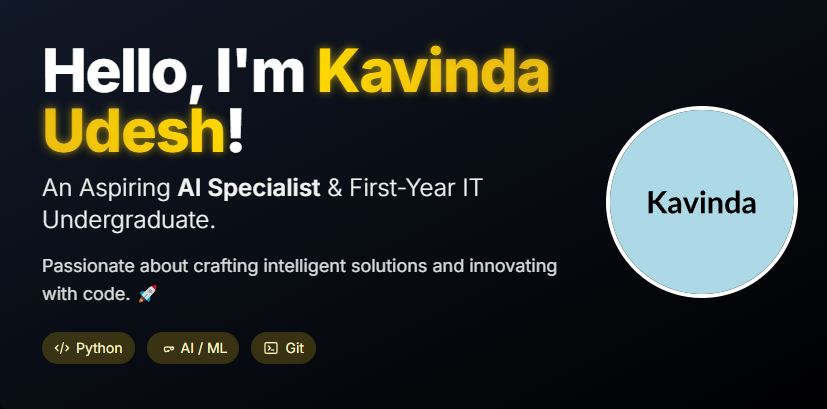 Hello, I'm Kavinda
Udesh!
An Aspiring AI Specialist & First-Year IT
Undergraduate.
Passionate about crafting intelligent solutions and innovating
with code. 🚀
Python AI / ML Git
Kavinda